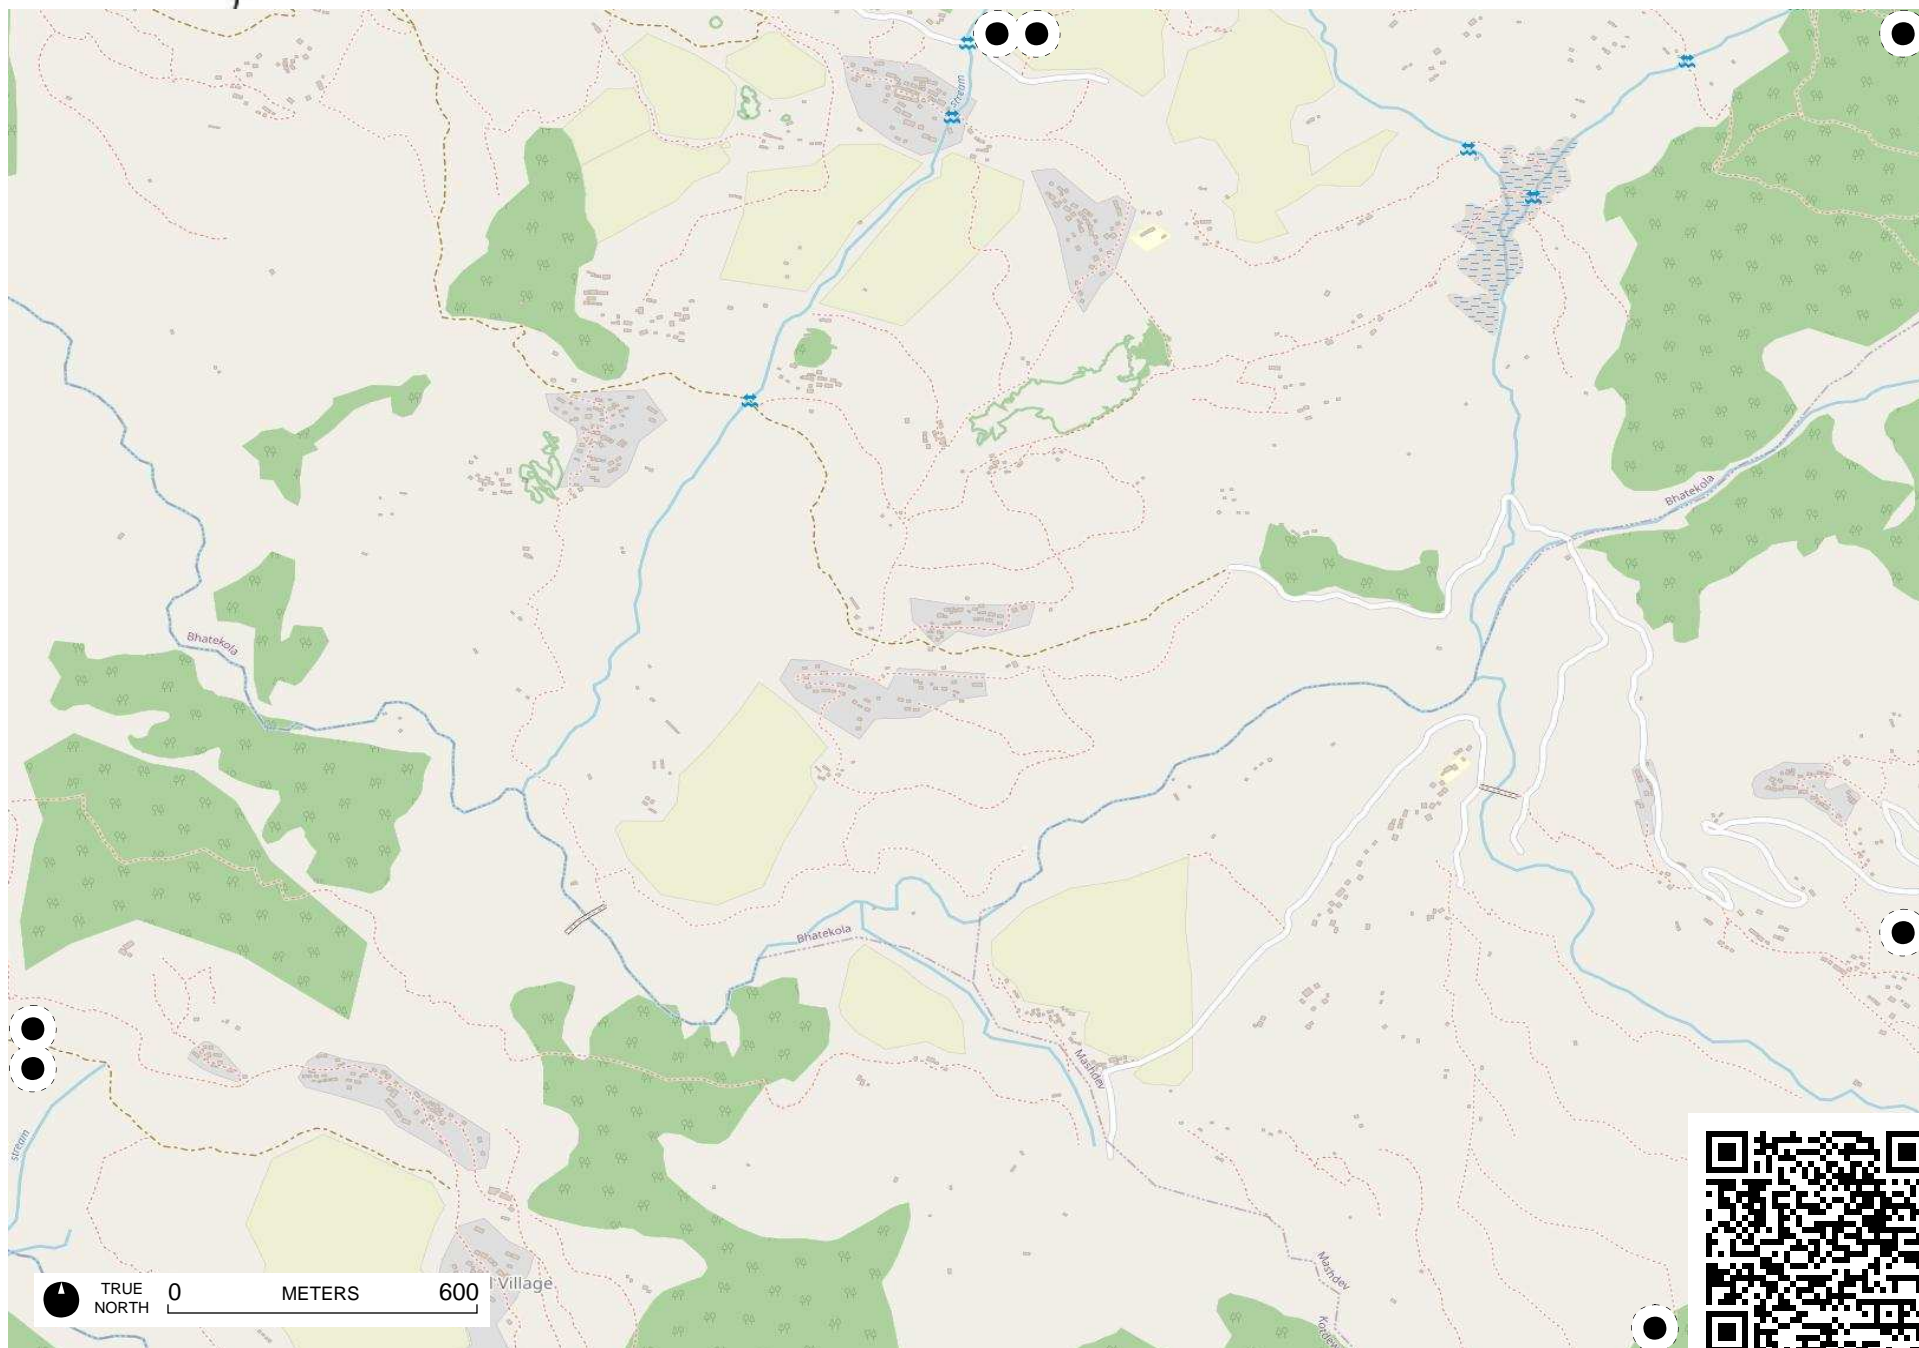 stream
Bhatekola
Bhatekola
Bhatekola
Mashdev
stream
Mashdev
l Village
TRUE
NORTH
0 METERS 600